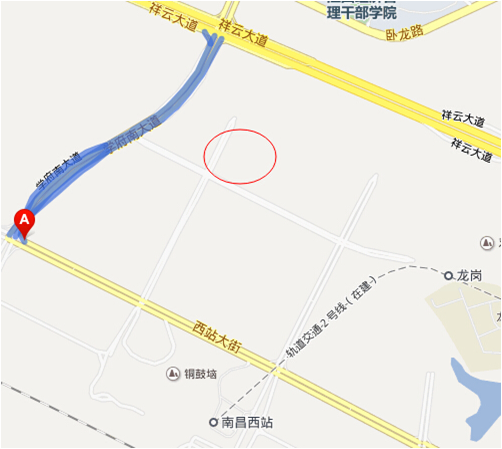 理干部学院
祥云大道
祥云大道
卧龙路
祥云大道
祥云大道
学府南大道
学府南大道
A
龙岗
轨道交通2号线-(在建-)
西站大街
铜鼓塆
南昌西站